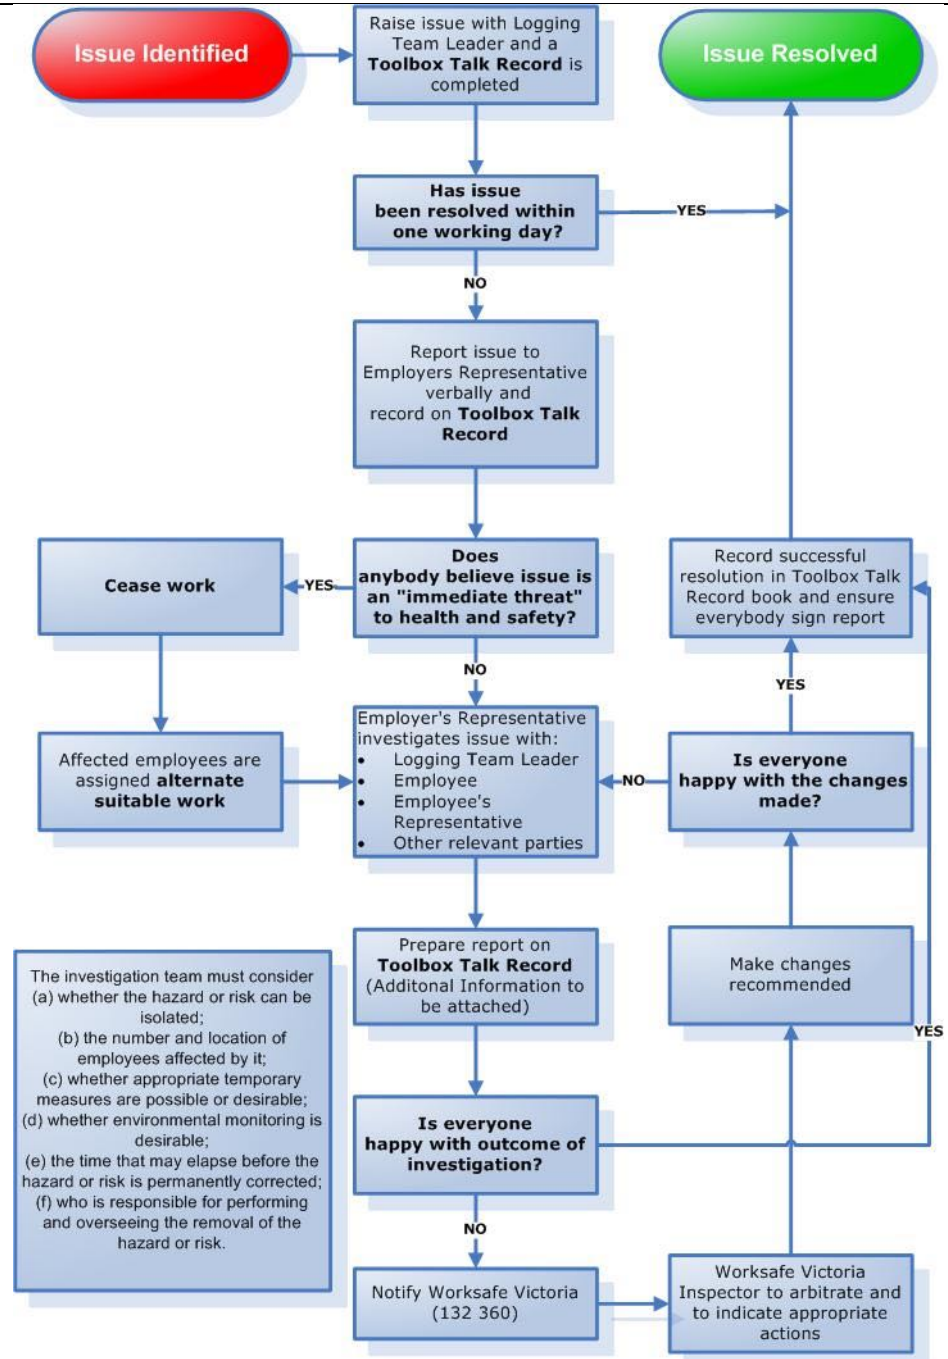 Issue Identified
Raise issue with Logging
Team Leader and a
Toolbox Talk Record is
completed
Issue Resolved
Has issue
been resolved within
one working day?
YES
NO
Report issue to
Employers Representative
verbally and
record on Toolbox Talk
Record
Does
anybody believe issue is
an "immediate threat"
to health and safety?
YES
Cease work
NO
Affected employees are
assigned alternate
suitable work
Employer's Representative
investigates issue with:
• Logging Team Leader
• Employee
• Employee's
Representative
• Other relevant parties
Prepare report on
Toolbox Talk Record
(Additonal Information to
be attached)
Is everyone
happy with outcome of
investigation?
YES
NO
Notify Worksafe Victoria
(132 360)
Worksafe Victoria
Inspector to arbitrate and
to indicate appropriate
actions
Make changes
recommended
Is everyone
happy with the changes
made?
NO
YES
Record successful
resolution in Toolbox Talk
Record book and ensure
everybody sign report
The investigation team must consider
(a) whether the hazard or risk can be
isolated;
(b) the number and location of
employees affected by it;
(c) whether appropriate temporary
measures are possible or desirable;
(d) whether environmental monitoring is
desirable;
(e) the time that may elapse before the
hazard or risk is permanently corrected;
(f) who is responsible for performing
and overseeing the removal of the
hazard or risk.